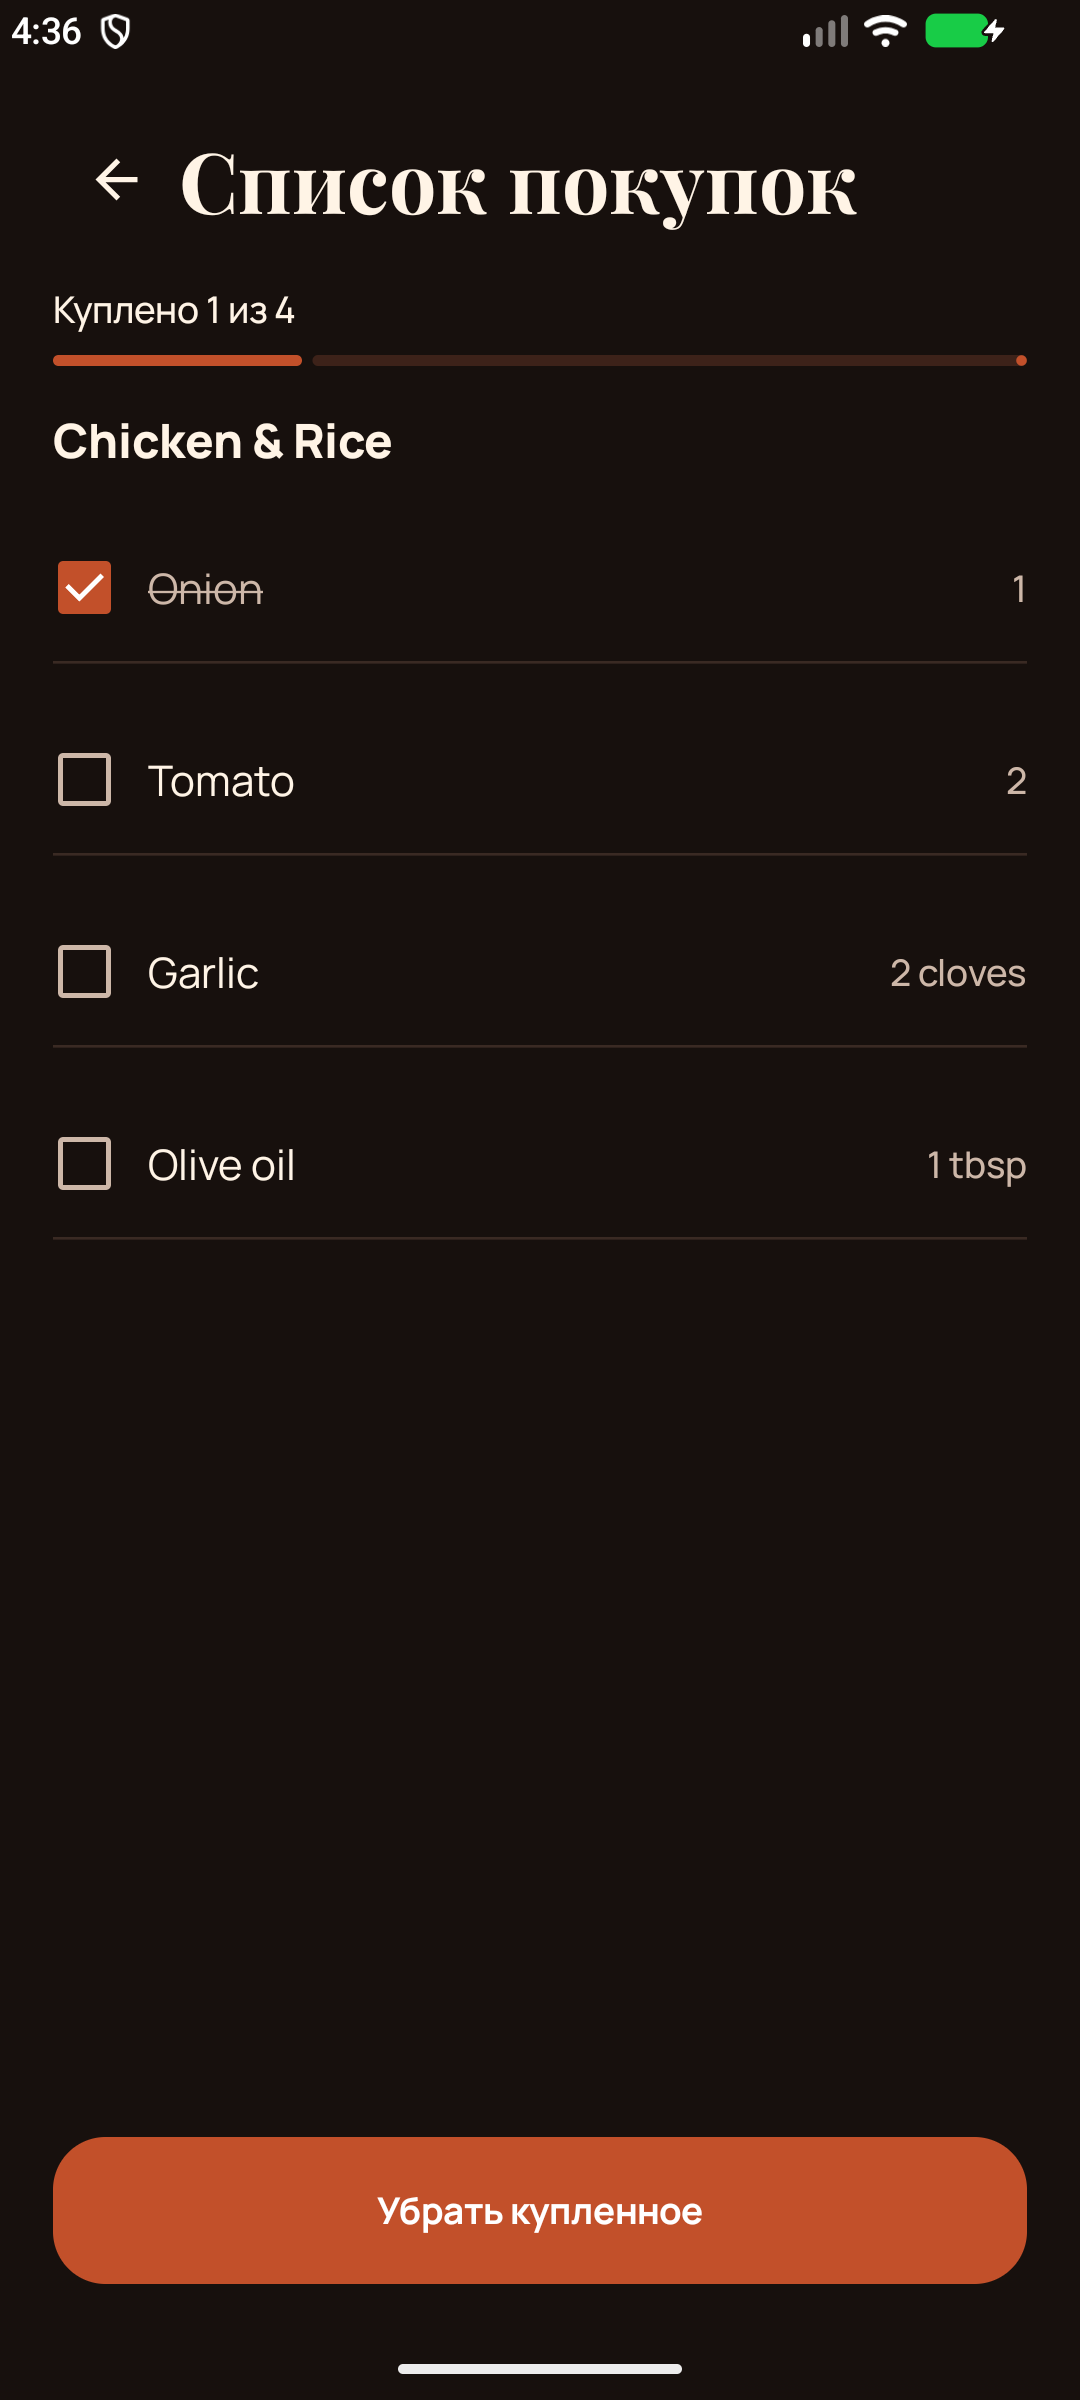 4:36
Список покупок
Куплено 1 из 4
Chicken & Rice
Onion 1
Tomato 2
Garlic 2 cloves
Olive oil 1 tbsp
Убрать купленное